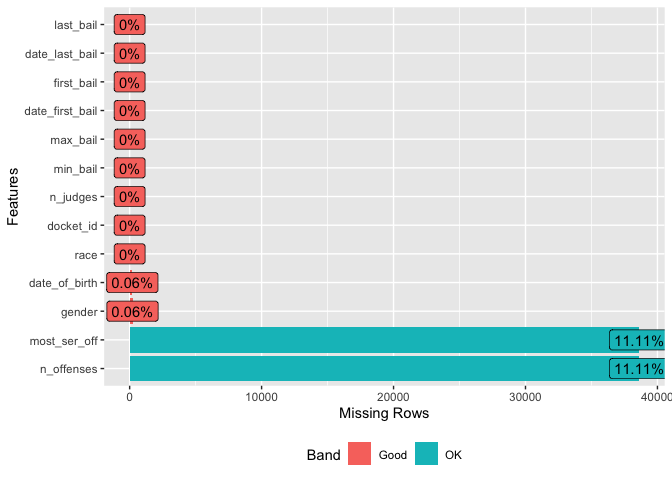 last_bail 0%
date_last_bail 0%
first_bail 0%
date_first_bail 0%
max_bail 0%
min_bail 0%
n_judges 0%
docket_id 0%
race 0%
date_of_birth 0.06%
gender 0.06%
most_ser_off 11.11%
n_offenses 11.11%
Features
0 10000 20000 30000 40000
Missing Rows
Band Good OK